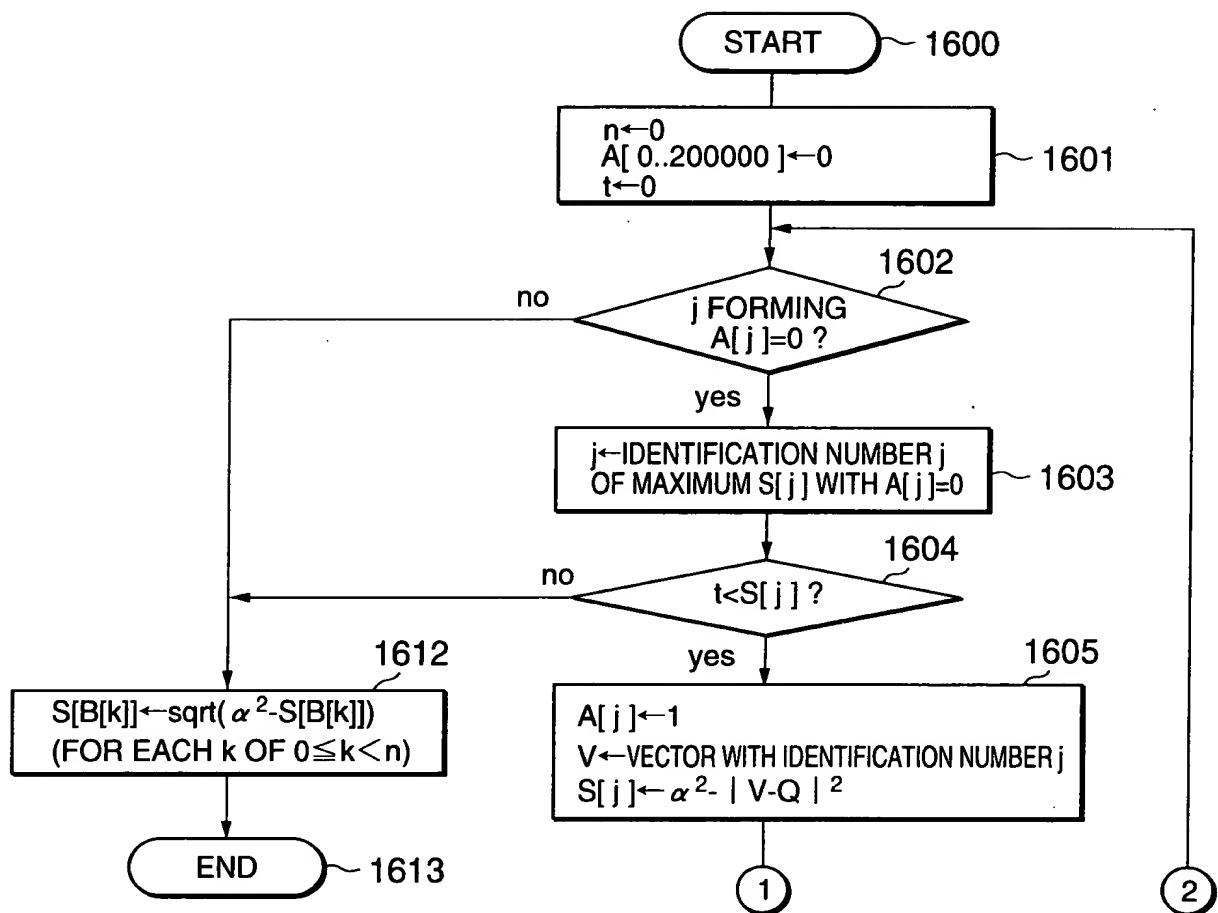 START
1600
n←0
A[ 0..200000 ]←0
t←0
1601
1602
no
j FORMING
A[ j ]=0 ?
yes
j←IDENTIFICATION NUMBER j
OF MAXIMUM S[ j ] WITH A[ j ]=0
1603
1604
no
t<S[ j ] ?
yes
1612
S[B[k]]←sqrt( α²-S[B[k]])
(FOR EACH k OF 0≦k<n)
1605
A[ j ]←1
V←VECTOR WITH IDENTIFICATION NUMBER j
S[ j ]← α²- | V-Q | ²
END
1613
1
2